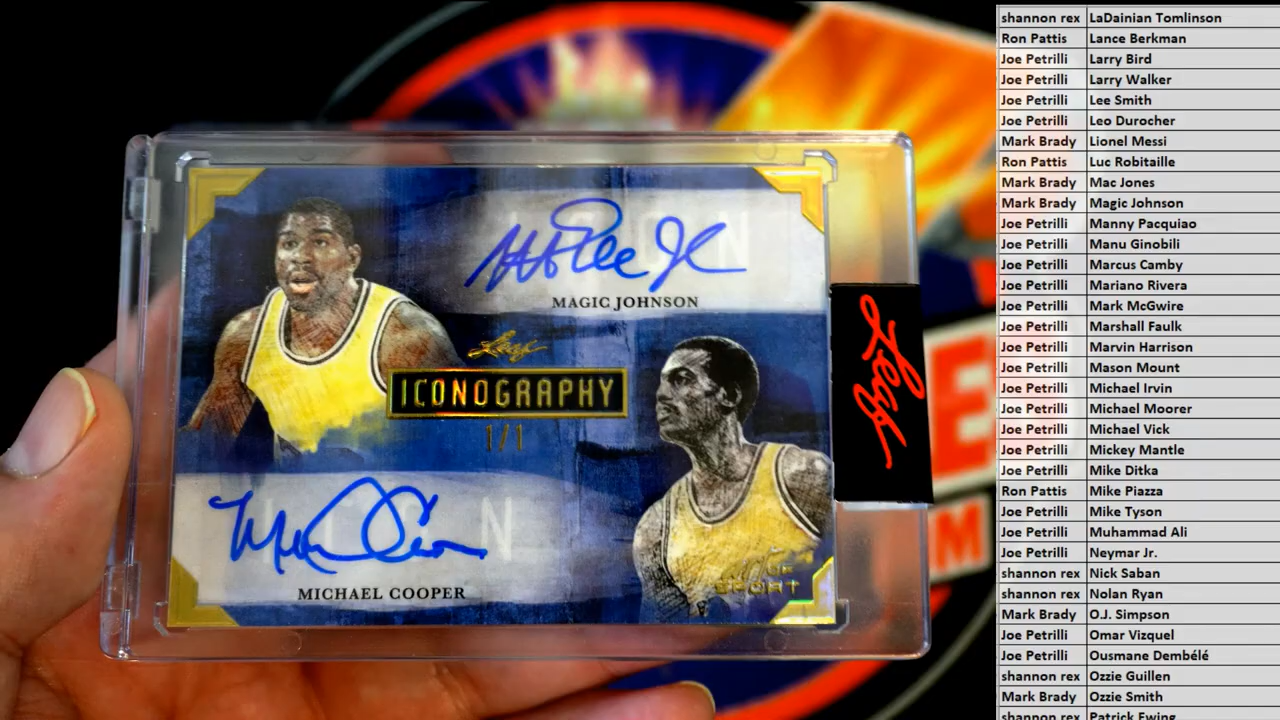 MAGIC JOHNSON
Leaf
ICONOGRAPHY
1/1
MICHAEL COOPER
OF
SPORT
Leaf
E
M
shannon rex LaDainian Tomlinson
Ron Pattis Lance Berkman
Joe Petrilli Larry Bird
Joe Petrilli Larry Walker
Joe Petrilli Lee Smith
Joe Petrilli Leo Durocher
Mark Brady Lionel Messi
Ron Pattis Luc Robitaille
Mark Brady Mac Jones
Mark Brady Magic Johnson
Joe Petrilli Manny Pacquiao
Joe Petrilli Manu Ginobili
Joe Petrilli Marcus Camby
Joe Petrilli Mariano Rivera
Joe Petrilli Mark McGwire
Joe Petrilli Marshall Faulk
Joe Petrilli Marvin Harrison
Joe Petrilli Mason Mount
Joe Petrilli Michael Irvin
Joe Petrilli Michael Moorer
Joe Petrilli Michael Vick
Joe Petrilli Mickey Mantle
Joe Petrilli Mike Ditka
Ron Pattis Mike Piazza
Joe Petrilli Mike Tyson
Joe Petrilli Muhammad Ali
Joe Petrilli Neymar Jr.
shannon rex Nick Saban
shannon rex Nolan Ryan
Mark Brady O.J. Simpson
Joe Petrilli Omar Vizquel
Joe Petrilli Ousmane Dembélé
shannon rex Ozzie Guillen
Mark Brady Ozzie Smith
shannon rex Patrick Ewing